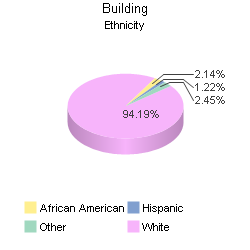 Building
Ethnicity
2.14%
1.22%
2.45%
94.19%
African American
Hispanic
Other
White